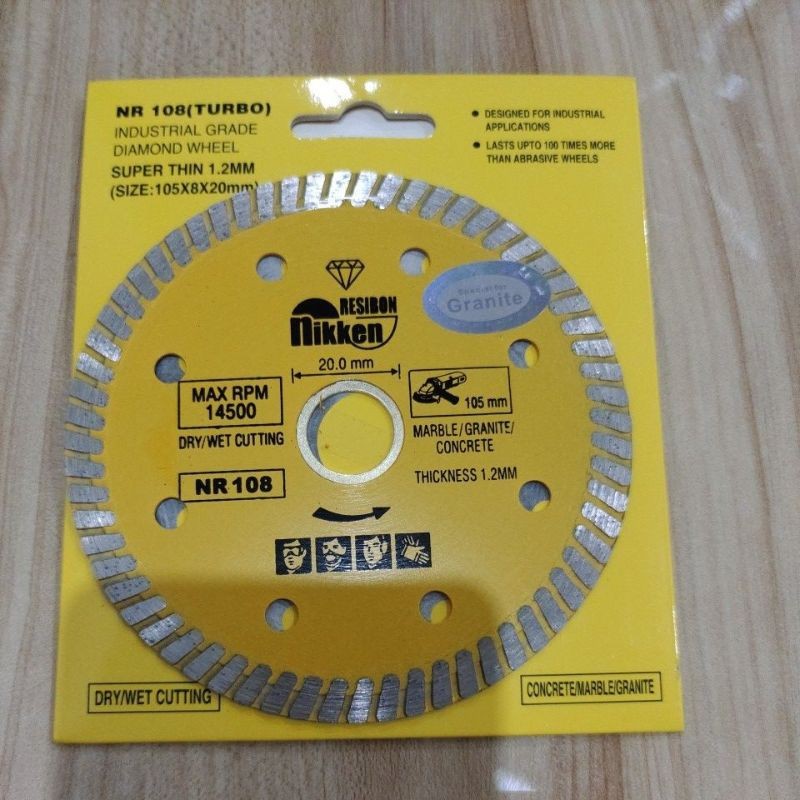 NR 108(TURBO)
INDUSTRIAL GRADE
DIAMOND WHEEL
SUPER THIN 1.2MM
(SIZE:105X8X20mm)
DESIGNED FOR INDUSTRIAL
APPLICATIONS
LASTS UPTO 100 TIMES MORE
THAN ABRASIVE WHEELS
RESIBON
nikken
Special for
Granite
20.0 mm
MAX RPM
14500
DRY/WET CUTTING
NR 108
105 mm
MARBLE/GRANITE/
CONCRETE
THICKNESS 1.2MM
DRY/WET CUTTING
CONCRETE/MARBLE/GRANITE